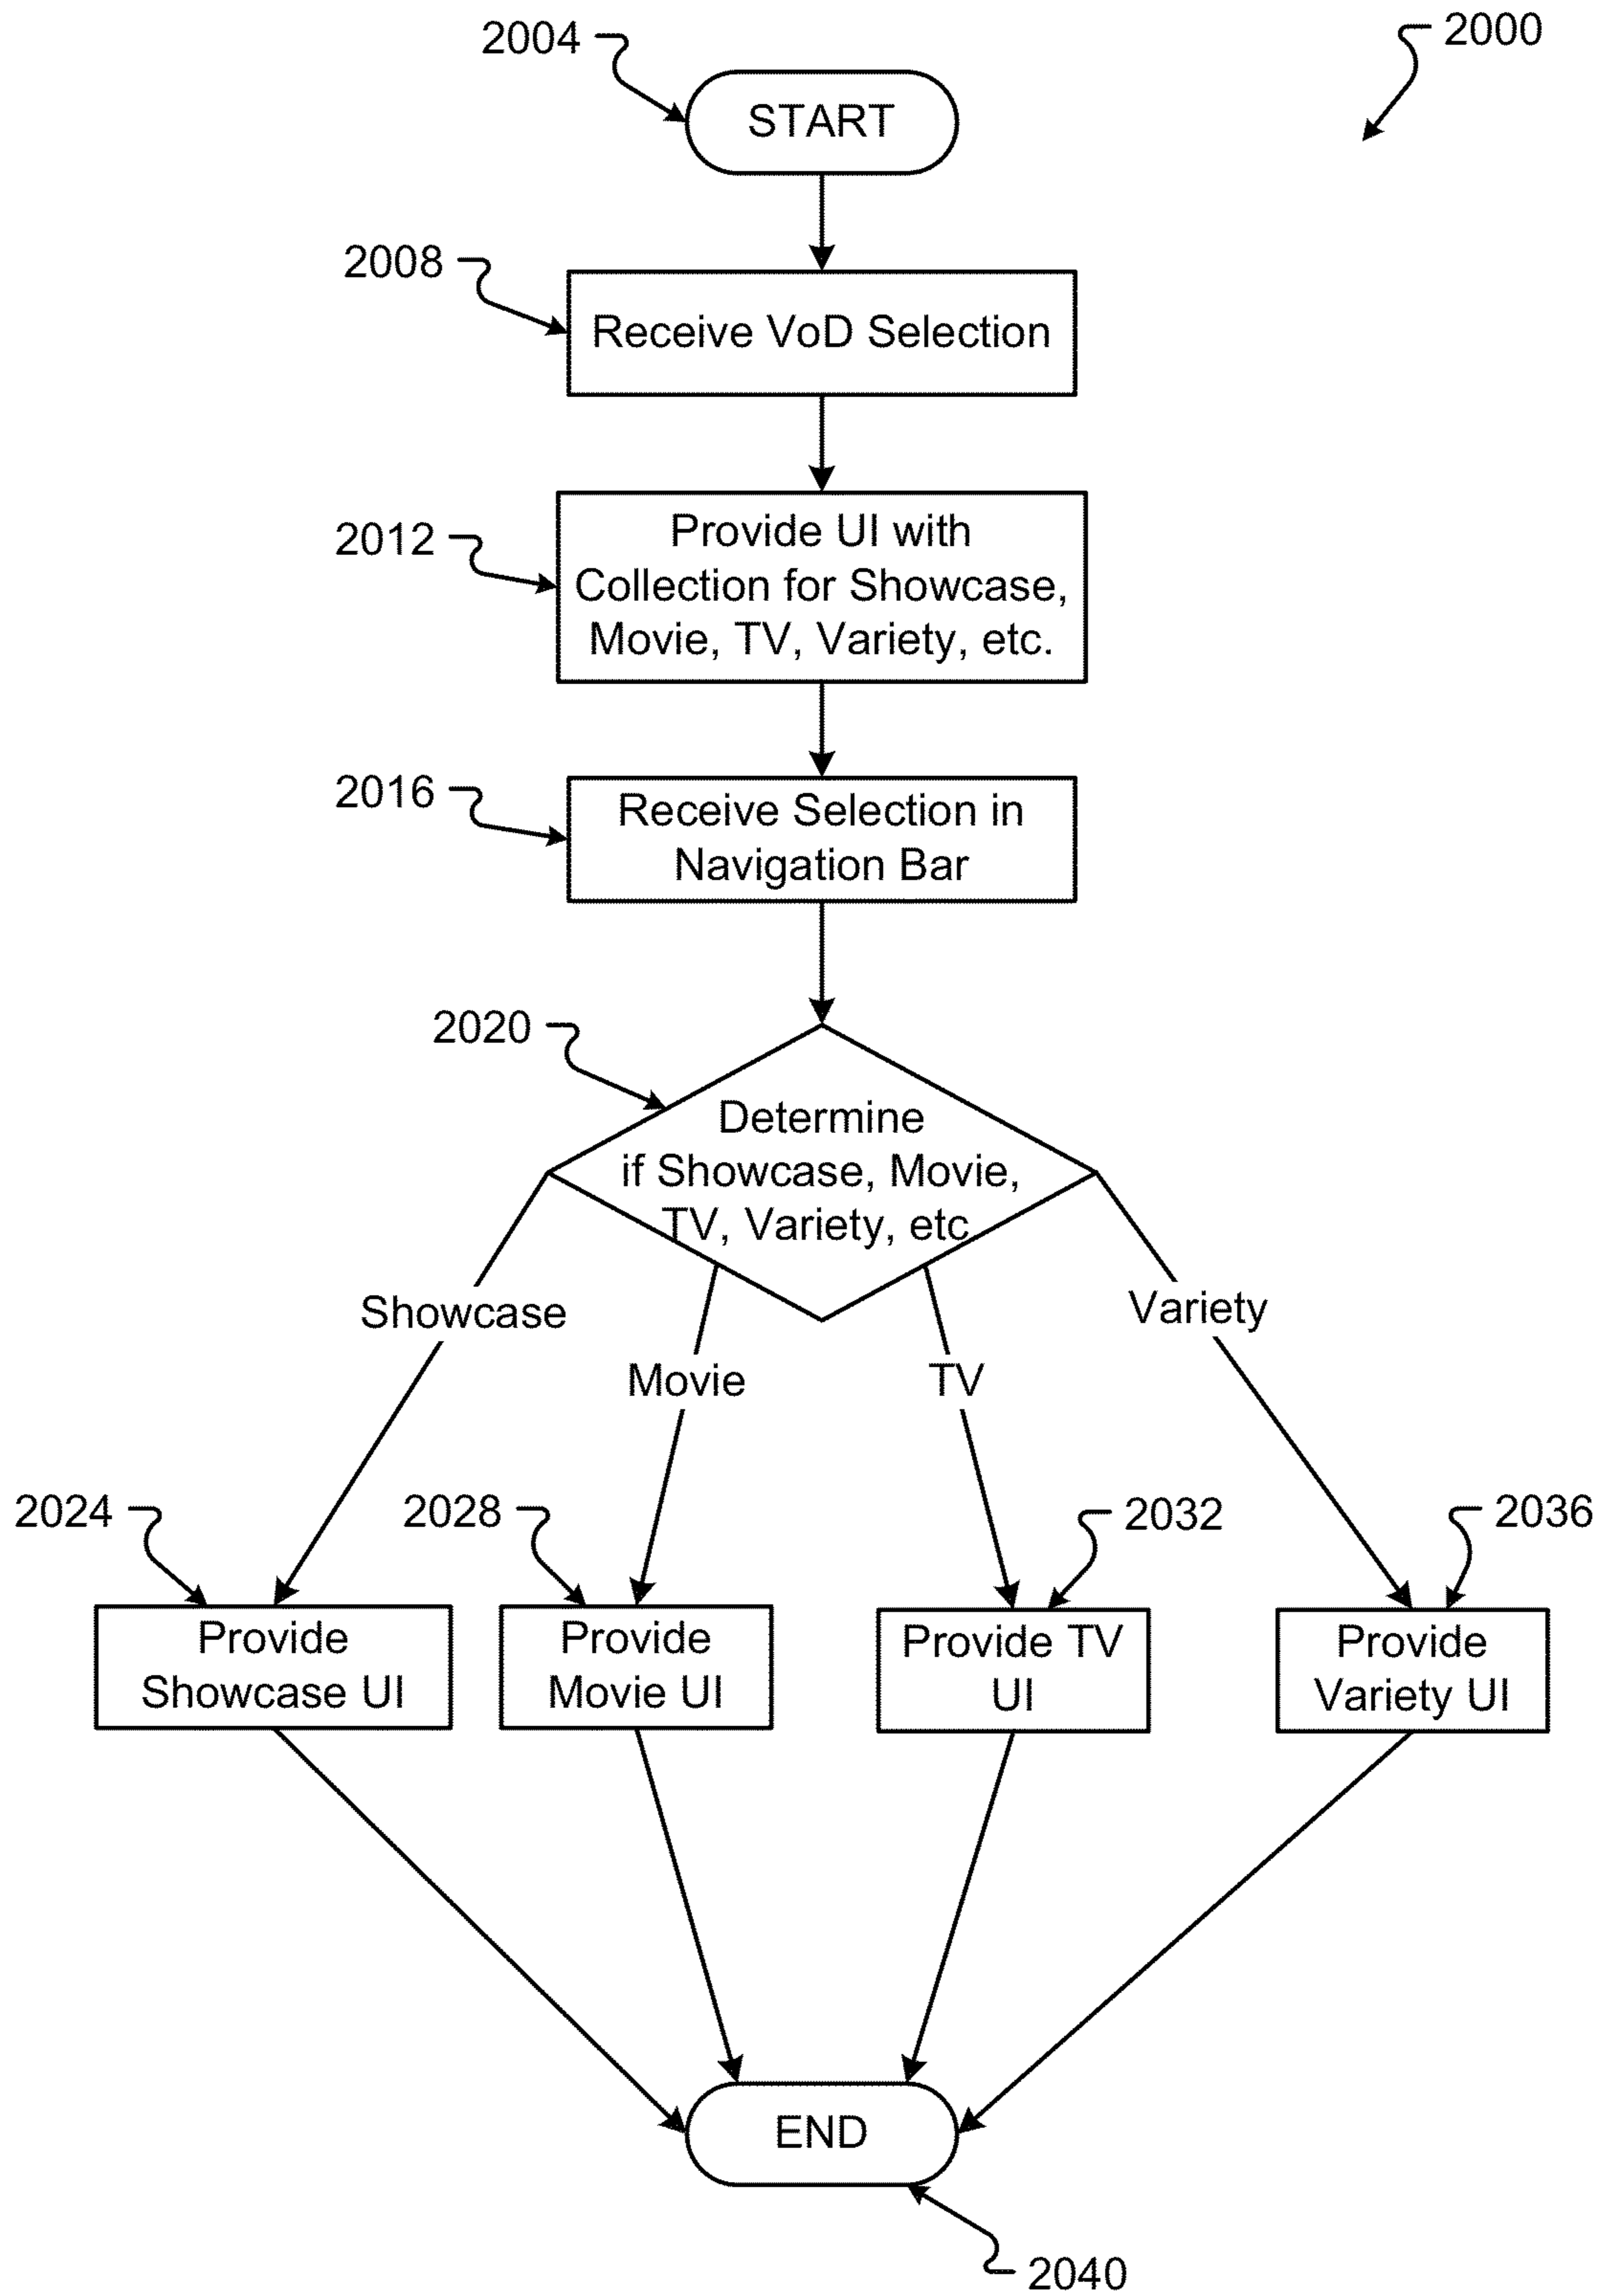 2004
2000
START
2008
Receive VoD Selection
2012
Provide UI with
Collection for Showcase,
Movie, TV, Variety, etc.
2016
Receive Selection in
Navigation Bar
2020
Determine
if Showcase, Movie,
TV, Variety, etc
Showcase
Variety
Movie
TV
2024
2028
2032
2036
Provide
Showcase UI
Provide
Movie UI
Provide TV
UI
Provide
Variety UI
END
2040